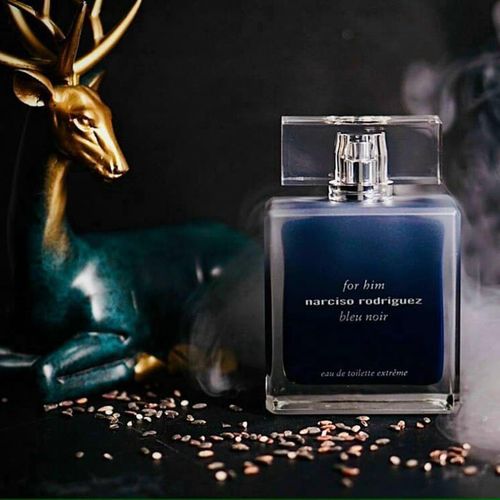 for him
narciso rodriguez
bleu noir
eau de toilette extrême